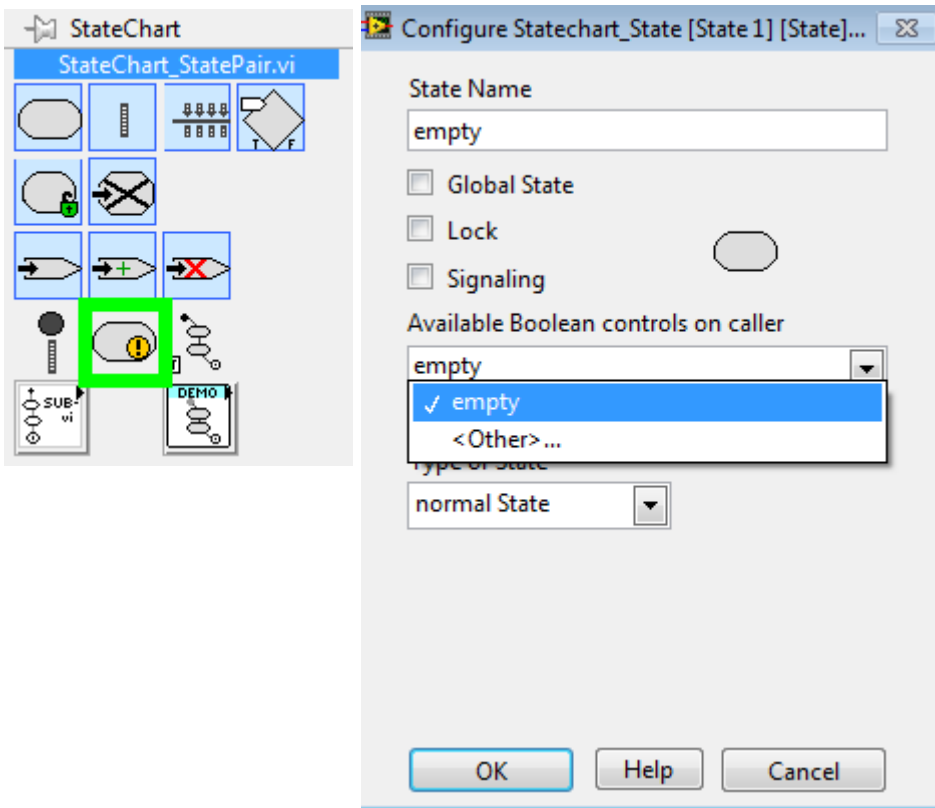 StateChart
StateChart_StatePair.vi
T F
SUB-
vi
DEMO
Configure Statechart_State [State 1] [State]...
State Name
empty
Global State
Lock
Signaling
Available Boolean controls on caller
empty
empty
<Other>...
Type of State
normal State
OK
Help
Cancel